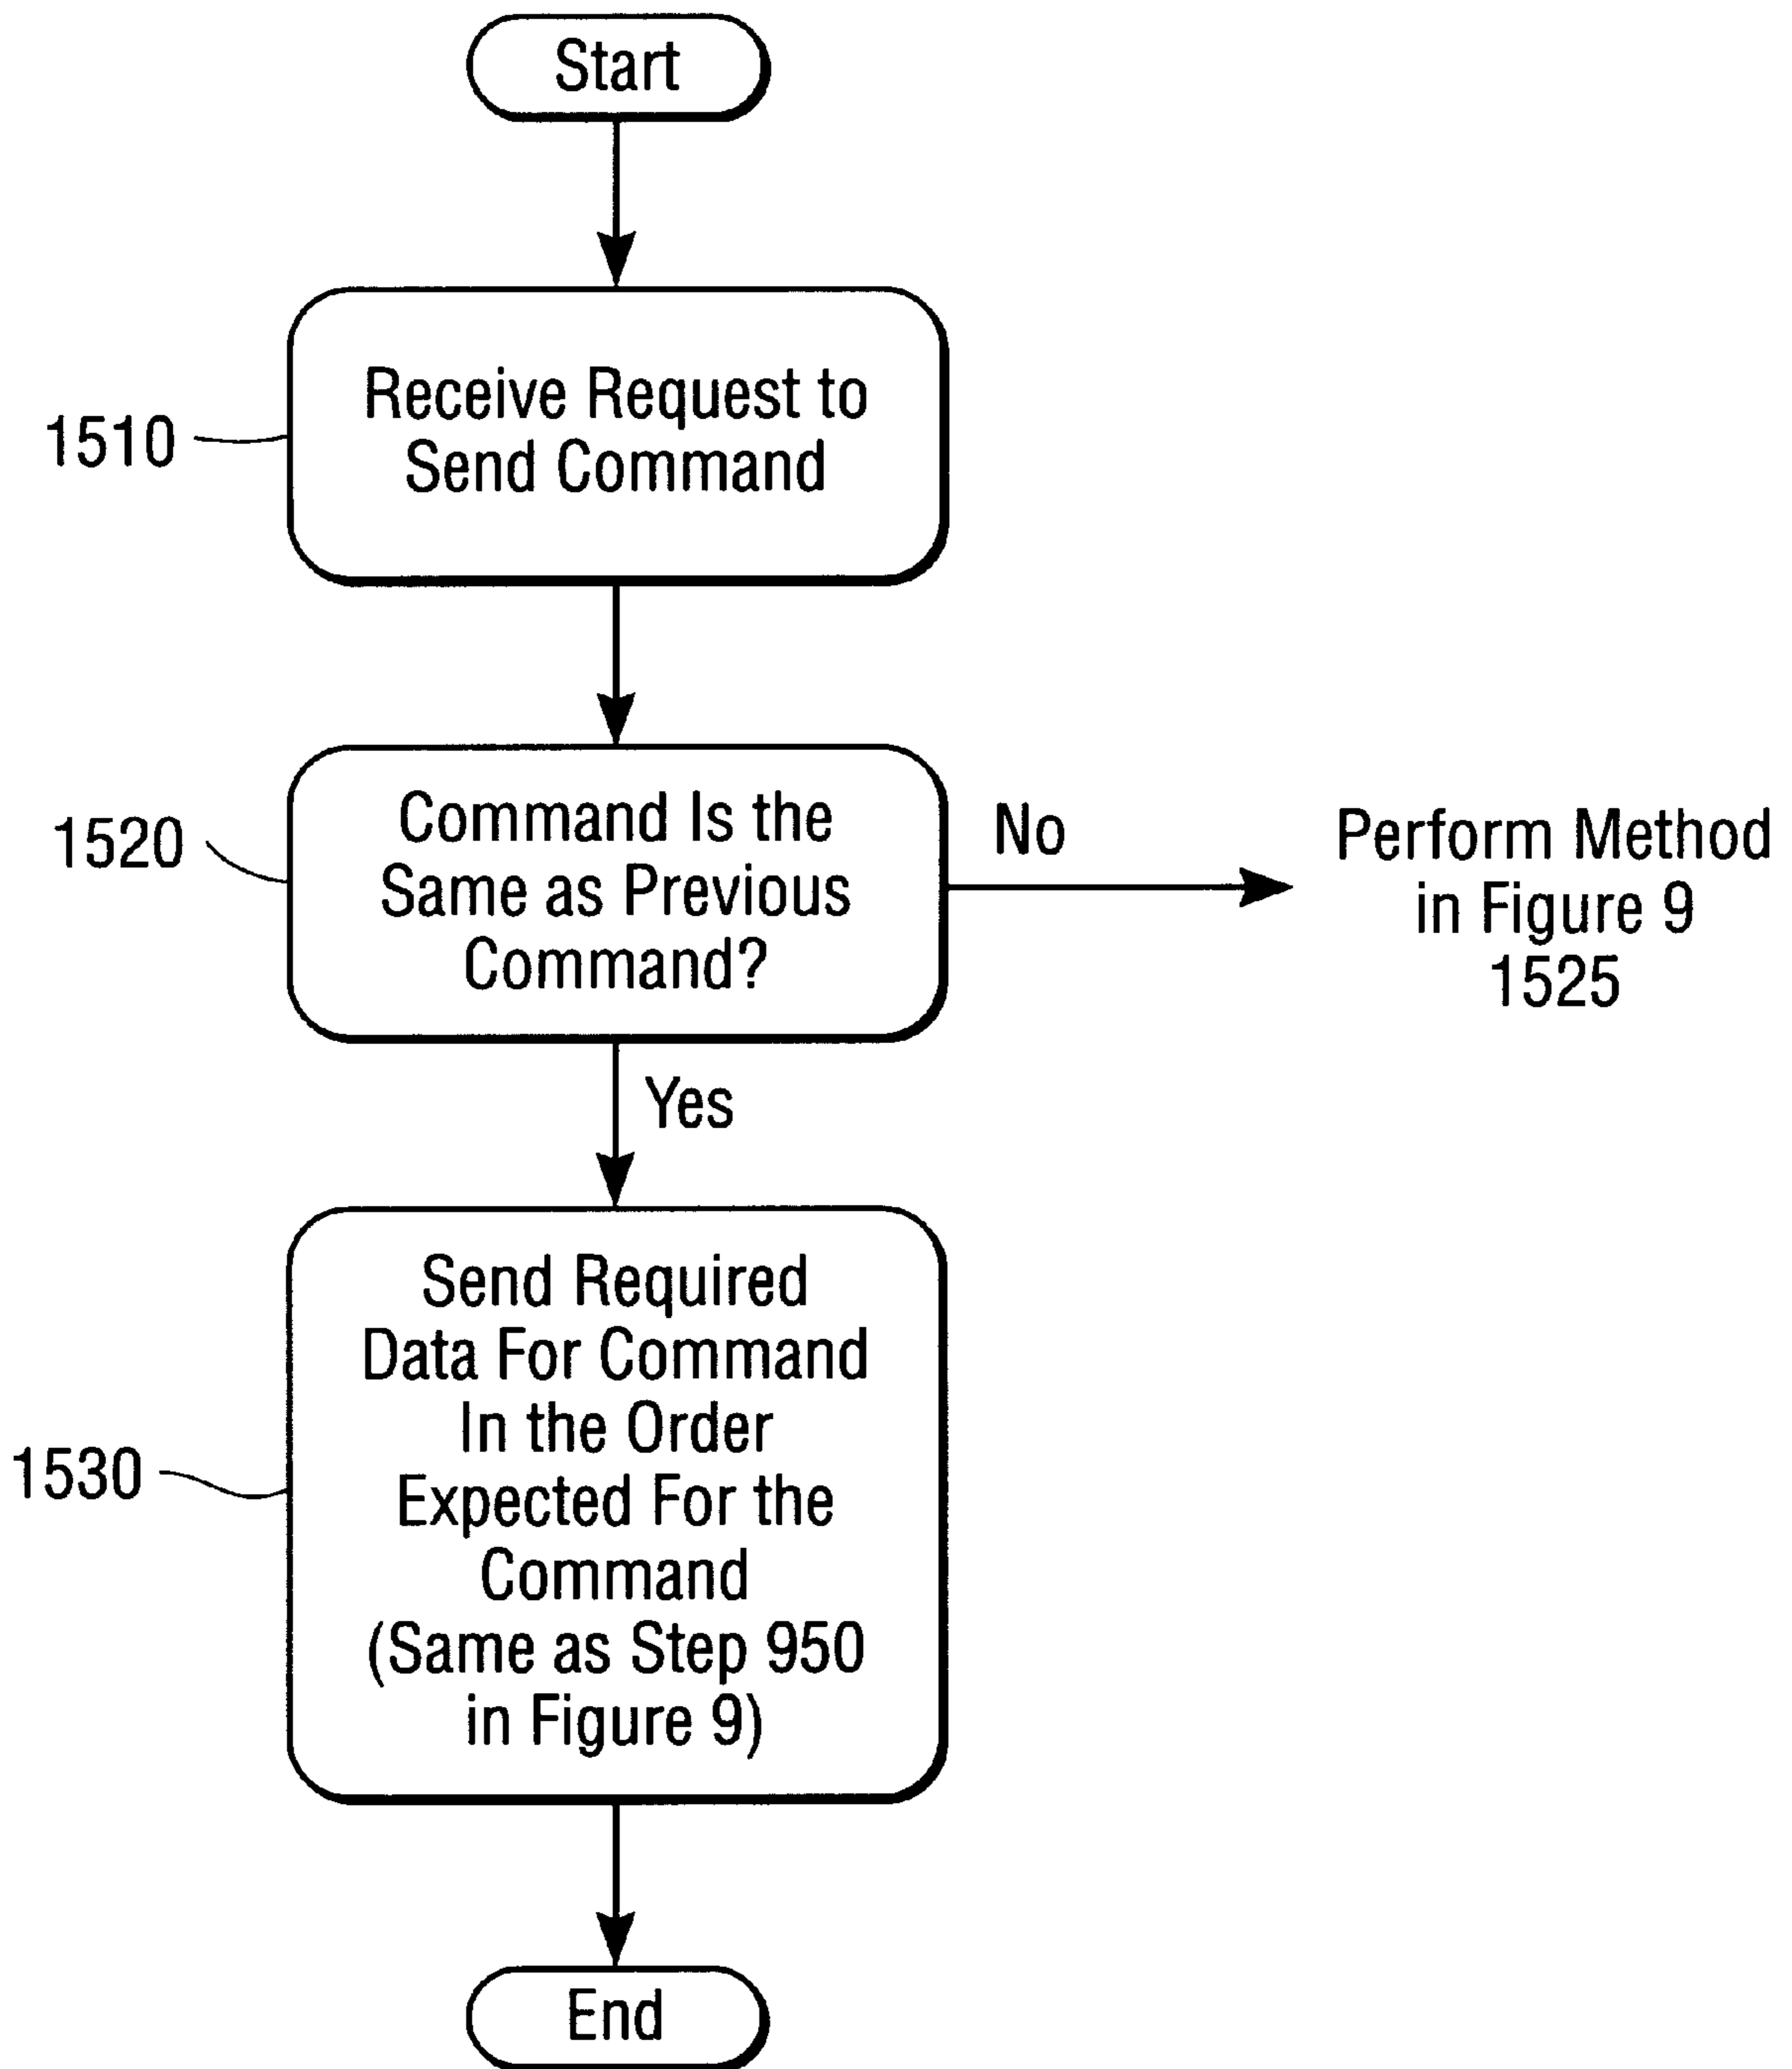 Start
1510
Receive Request to
Send Command
1520
Command Is the
Same as Previous
Command?
No
Perform Method
in Figure 9
1525
Yes
1530
Send Required
Data For Command
In the Order
Expected For the
Command
(Same as Step 950
in Figure 9)
End